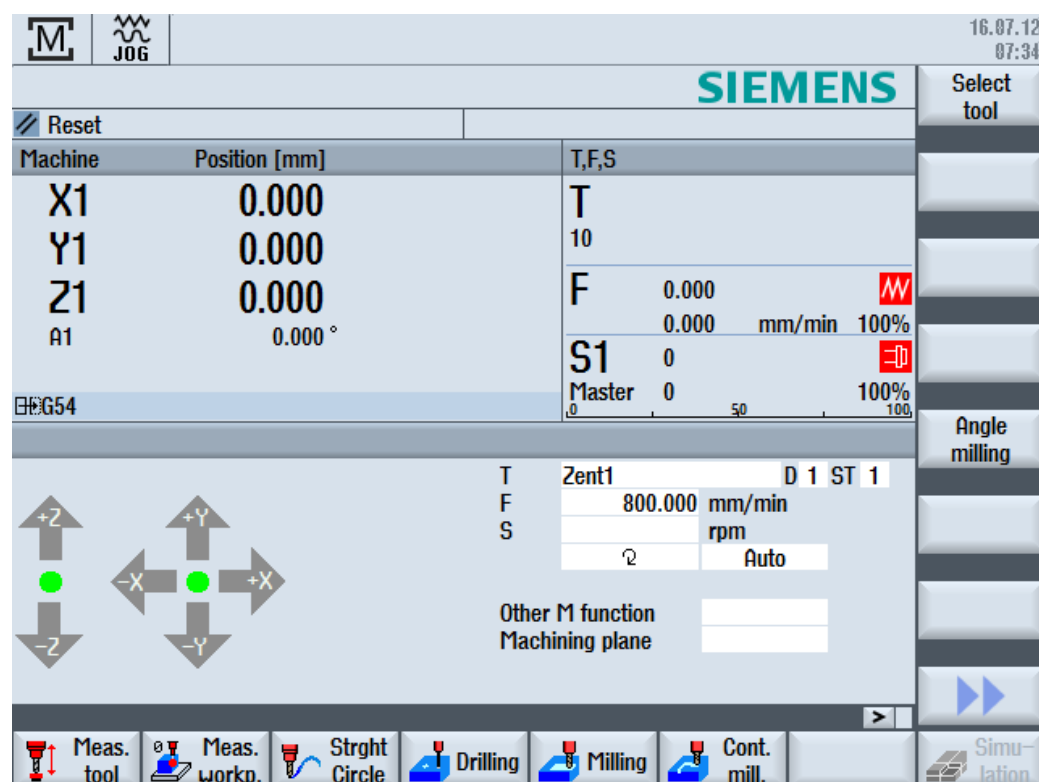 M
JOG
16.07.12
07:34
SIEMENS
Select
tool
Reset
Machine Position [mm] T,F,S
X1 0.000 T
Y1 0.000 10
Z1 0.000 F 0.000
A1 0.000 ° 0.000 mm/min 100%
S1 0
G54 Master 0 100%
0 50 100
Angle
milling
T Zent1 D 1 ST 1
F 800.000 mm/min
S rpm
Auto
+Z +Y
-X +X
-Z -Y
Other M function
Machining plane
>
Meas.
tool
Ø
Meas.
workp.
Strght
Circle
Drilling
Milling
Cont.
mill.
Simu-
lation